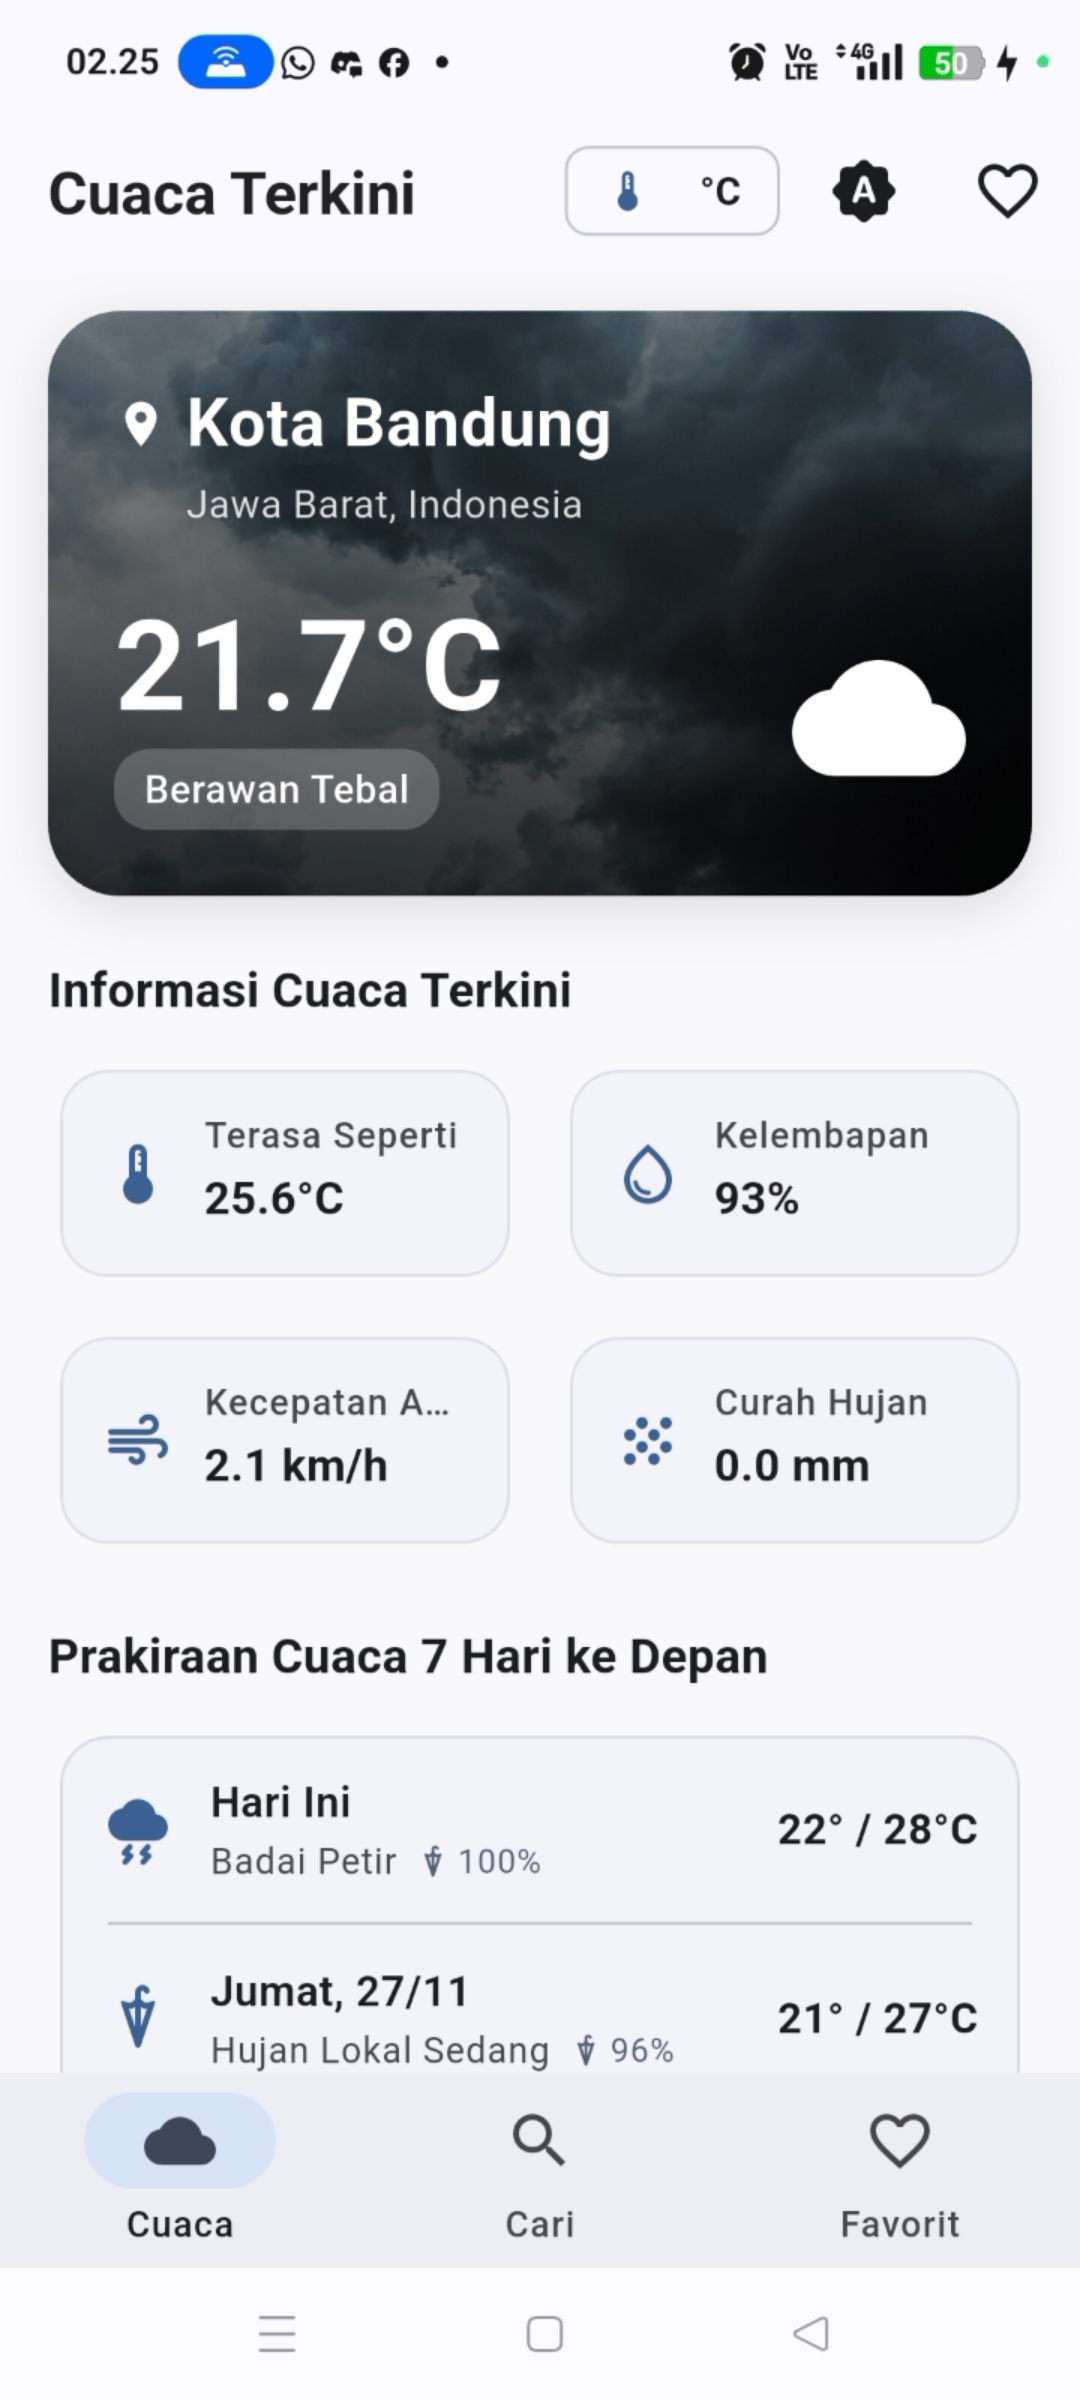 02.25
Vo LTE
4G
50
Cuaca Terkini
°C
A
Kota Bandung
Jawa Barat, Indonesia
21.7°C
Berawan Tebal
Informasi Cuaca Terkini
Terasa Seperti
25.6°C
Kelembapan
93%
Kecepatan A...
2.1 km/h
Curah Hujan
0.0 mm
Prakiraan Cuaca 7 Hari ke Depan
Hari Ini
22° / 28°C
Badai Petir 100%
Jumat, 27/11
21° / 27°C
Hujan Lokal Sedang 96%
Cuaca
Cari
Favorit